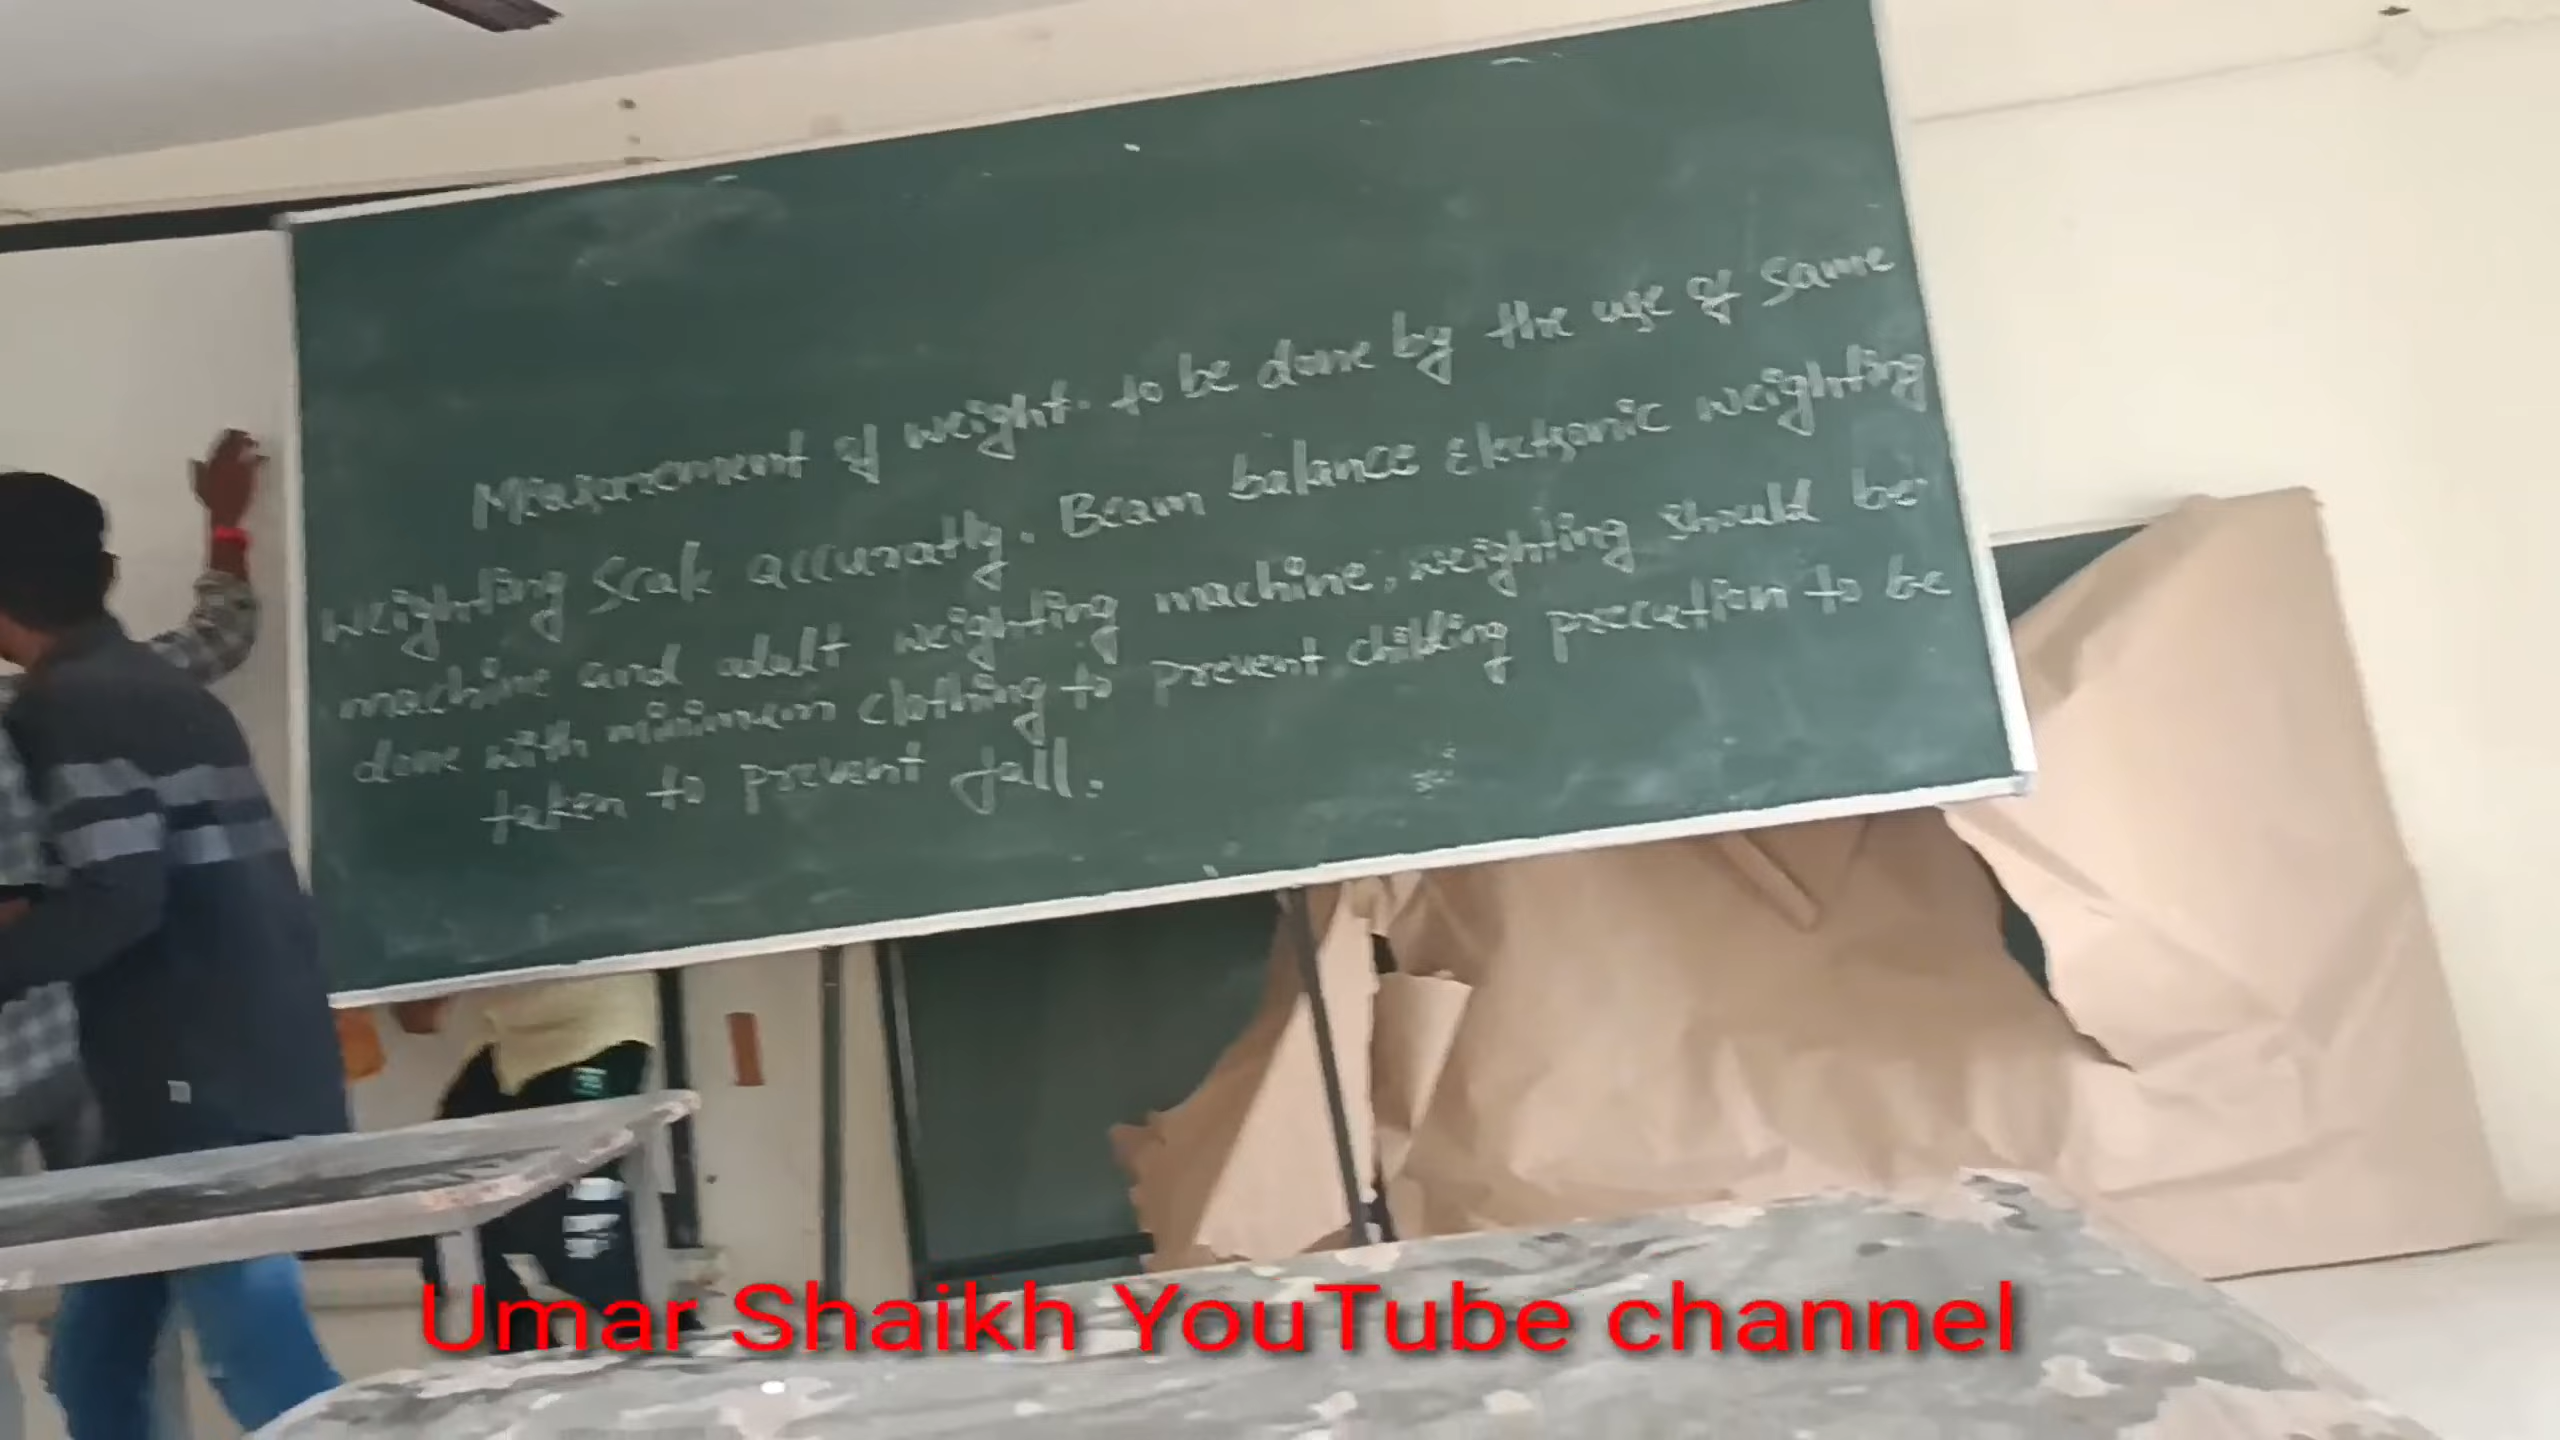 Measurement of weight. to be done by the use of same
weighting scale accuratly. Beam balance electronic weighting
machine and adult weighting machine, weighting should be
done with minimum clothing to prevent chilling precution to be
taken to prevent fall.
Umar Shaikh YouTube channel